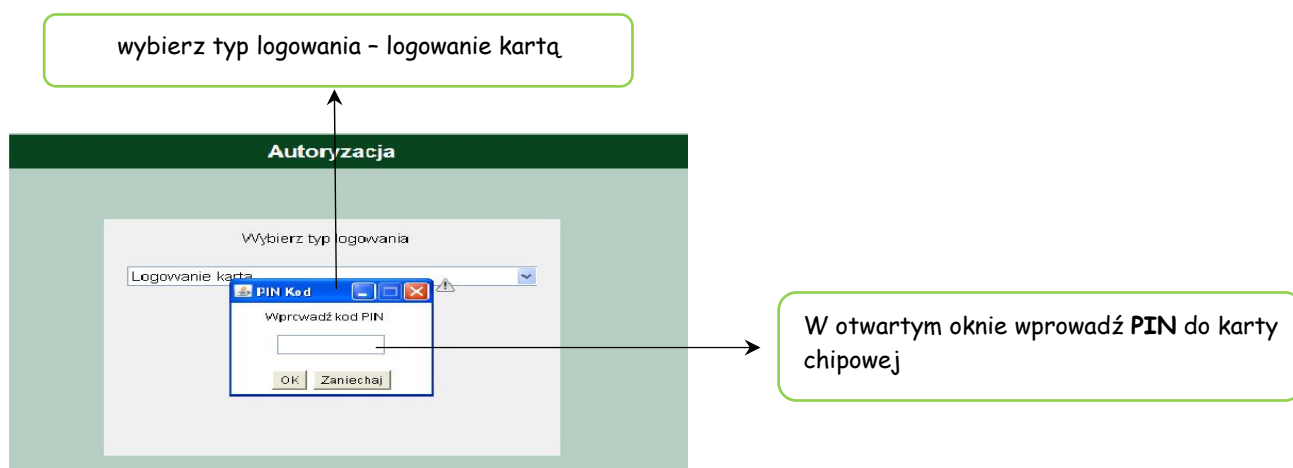 wybierz typ logowania – logowanie kartą
Autoryzacja
Wybierz typ logowania
Logowanie kartą
PIN Kod
Wprowadź kod PIN
OK Zaniechaj
W otwartym oknie wprowadź PIN do karty
chipowej